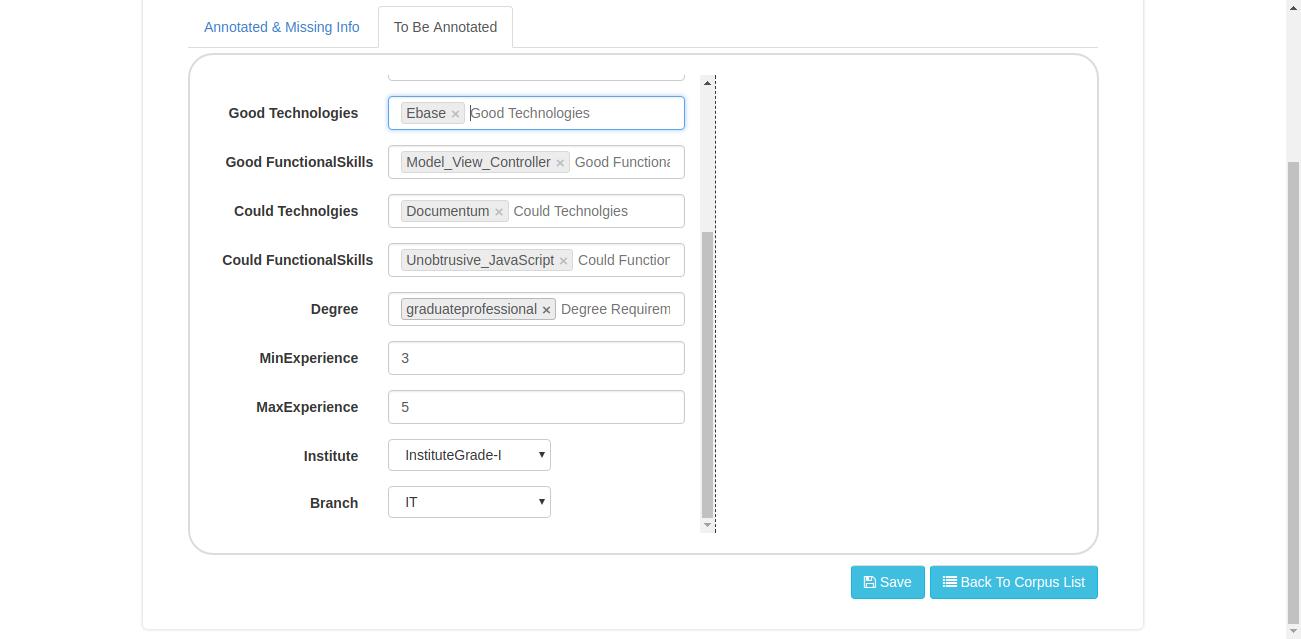 Annotated & Missing Info To Be Annotated
Good Technologies Ebase × Good Technologies
Good FunctionalSkills Model_View_Controller × Good Functiona
Could Technolgies Documentum × Could Technolgies
Could FunctionalSkills Unobtrusive_JavaScript × Could Function
Degree graduateprofessional × Degree Requirem
MinExperience 3
MaxExperience 5
Institute InstituteGrade-I
Branch IT
Save Back To Corpus List